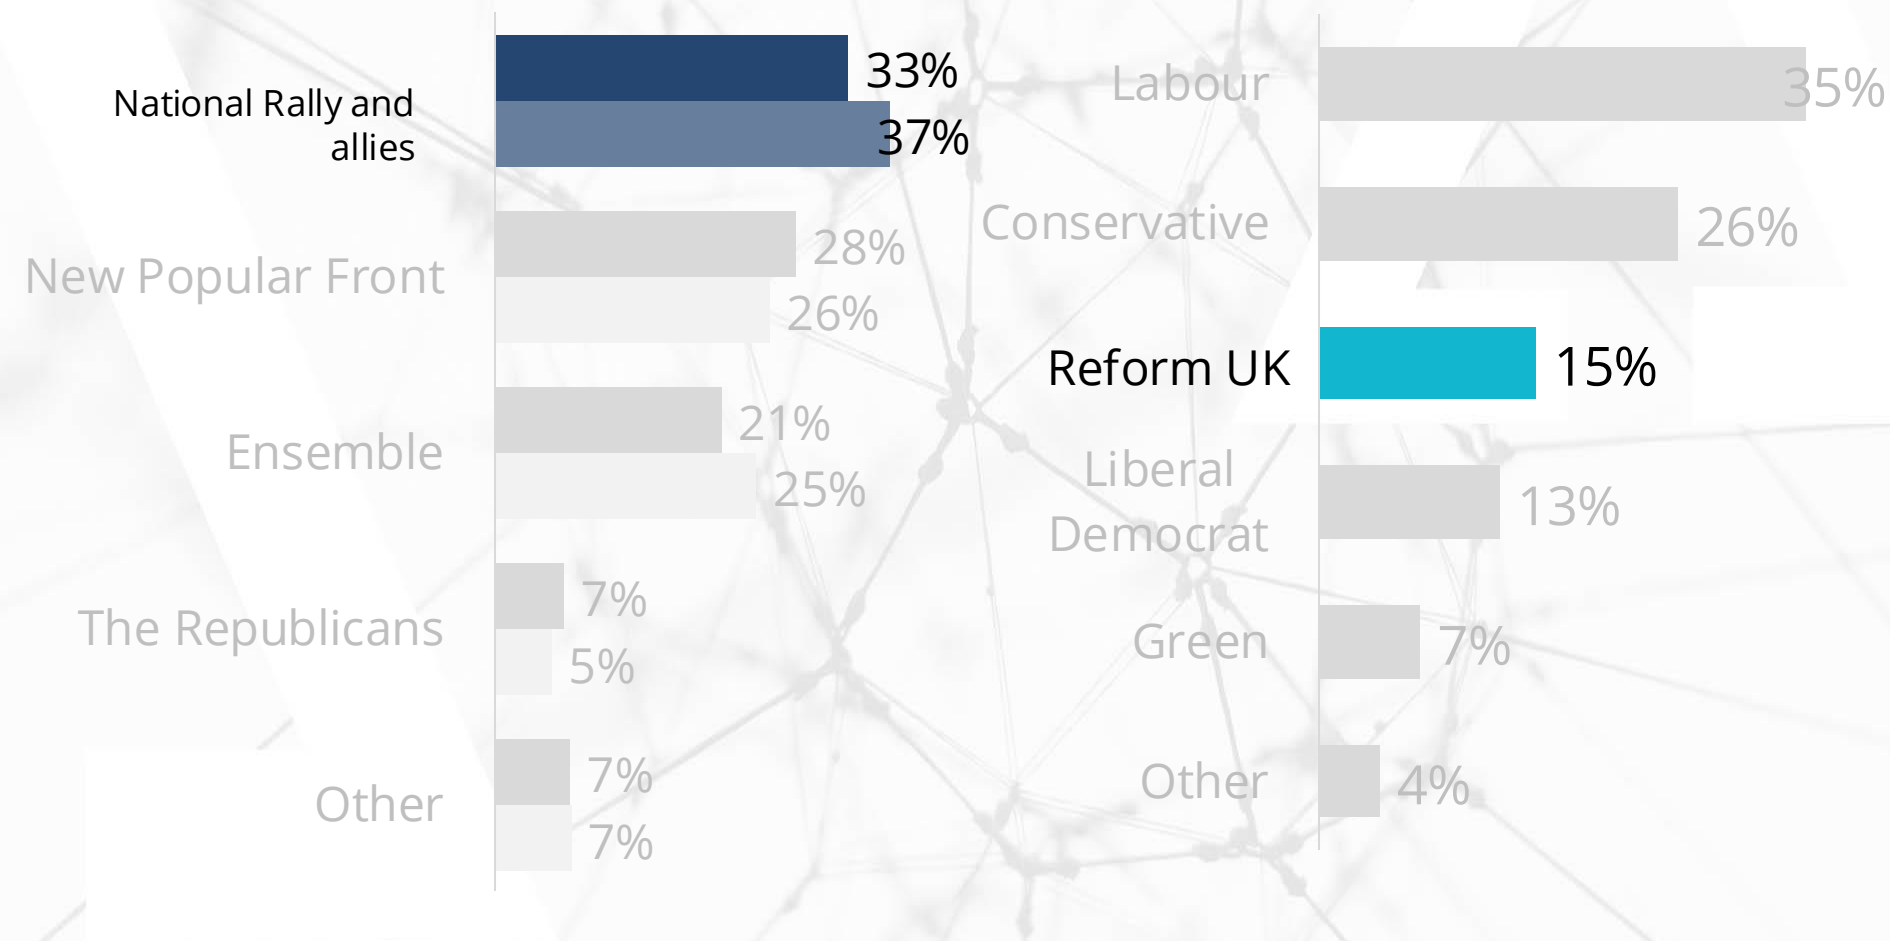 National Rally and
allies
33%
37%
New Popular Front
28%
26%
Ensemble
21%
25%
The Republicans
7%
5%
Other
7%
7%
Labour
35%
Conservative
26%
Reform UK
15%
Liberal
Democrat
13%
Green
7%
Other
4%